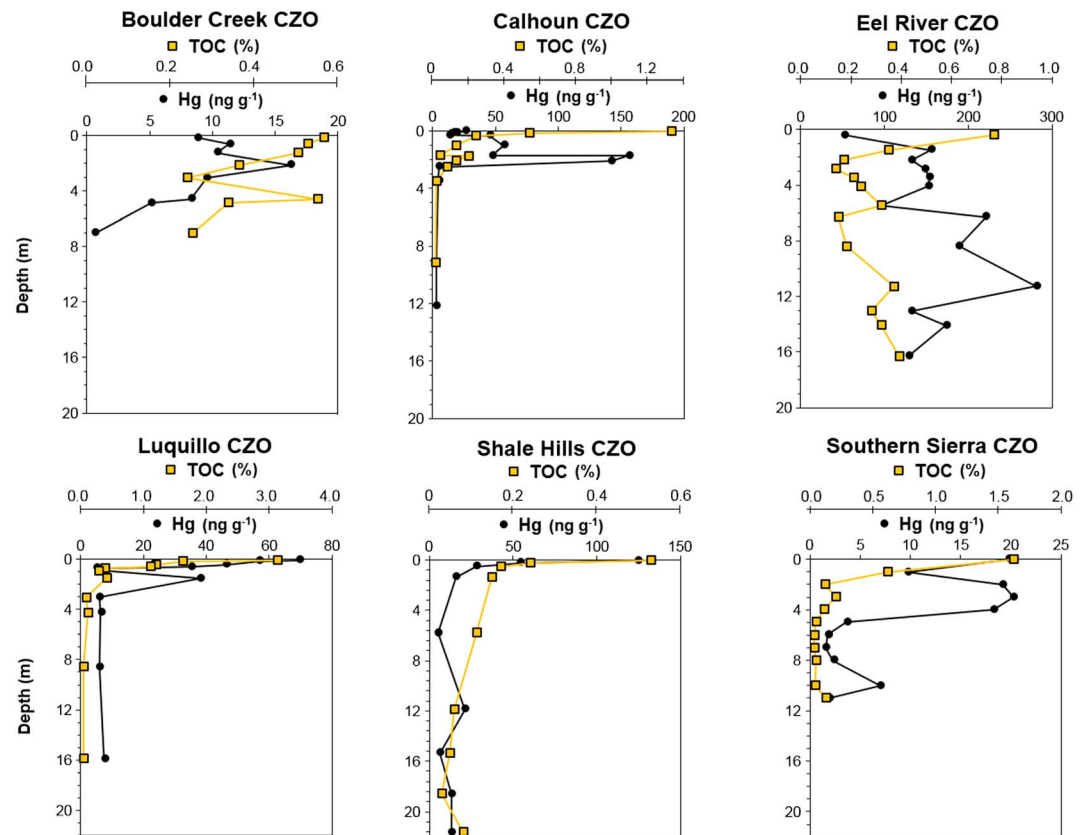 Boulder Creek CZO
TOC (%)
0.0 0.2 0.4 0.6
Hg (ng g-1)
0 5 10 15 20
0
4
8
12
16
20
Depth (m)
Calhoun CZO
TOC (%)
0 0.4 0.8 1.2
Hg (ng g-1)
0 50 100 150 200
0
4
8
12
16
20
Eel River CZO
TOC (%)
0.0 0.2 0.4 0.6 0.8 1.0
Hg (ng g-1)
0 100 200 300
0
4
8
12
16
20
Luquillo CZO
TOC (%)
0.0 1.0 2.0 3.0 4.0
Hg (ng g-1)
0 20 40 60 80
0
4
8
12
16
20
Depth (m)
Shale Hills CZO
TOC (%)
0 0.2 0.4 0.6
Hg (ng g-1)
0 50 100 150
0
4
8
12
16
20
Southern Sierra CZO
TOC (%)
0.0 0.5 1.0 1.5 2.0
Hg (ng g-1)
0 5 10 15 20 25
0
4
8
12
16
20